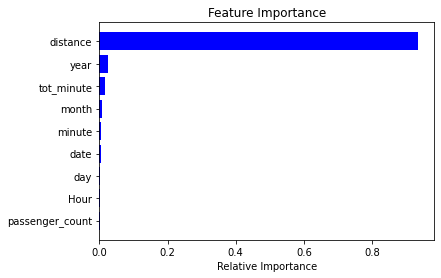 Feature Importance
distance
year
tot_minute
month
minute
date
day
Hour
passenger_count
0.0 0.2 0.4 0.6 0.8
Relative Importance